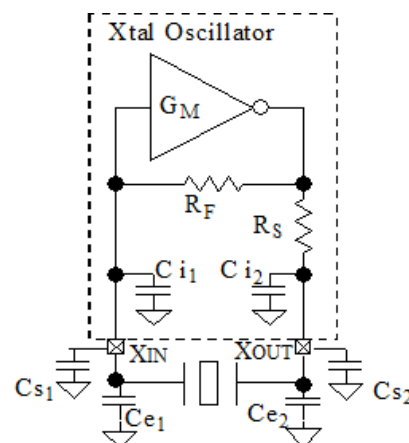 Xtal Oscillator
GM
RF
RS
Ci1
Ci2
XIN
XOUT
Cs1
Cs2
Ce1
Ce2